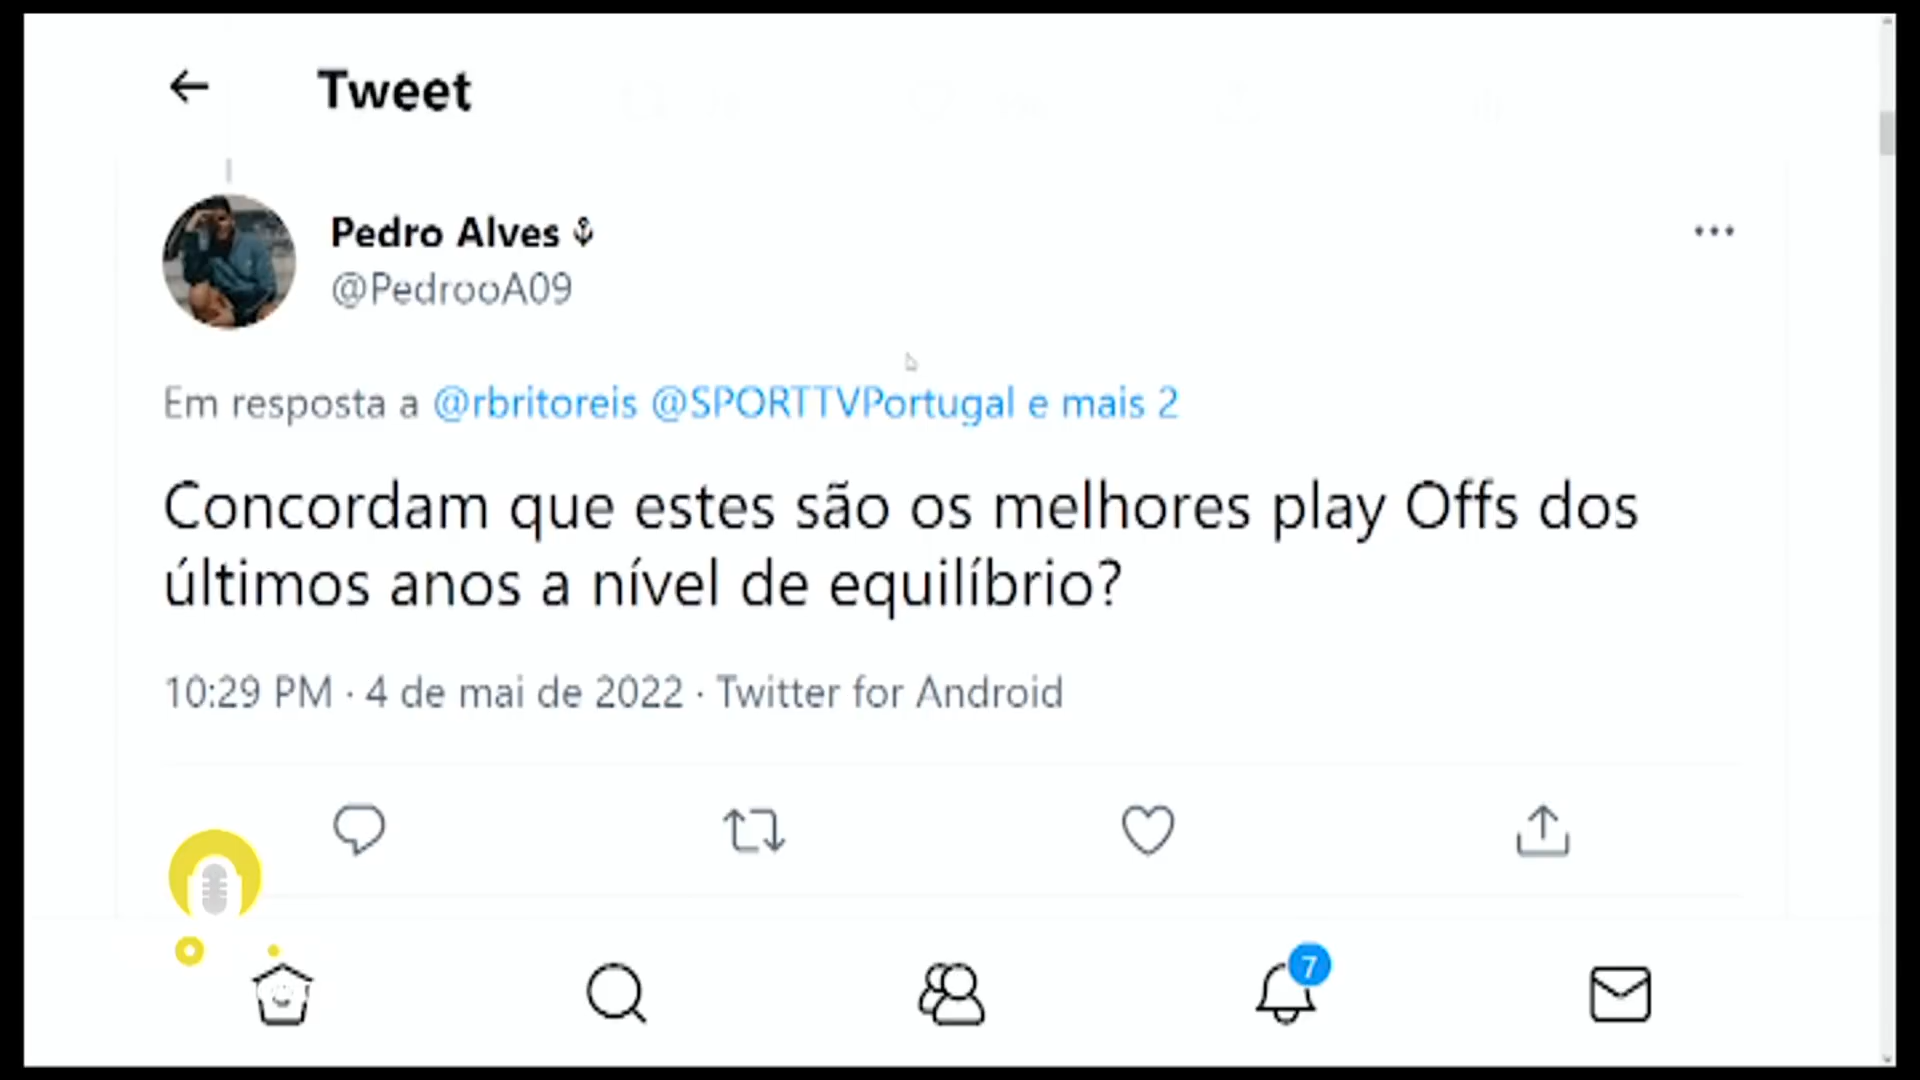 Tweet
Pedro Alves
@PedrooA09
Em resposta a @rbritoreis @SPORTTVPortugal e mais 2
Concordam que estes são os melhores play Offs dos
últimos anos a nível de equilíbrio?
10:29 PM · 4 de mai de 2022 · Twitter for Android
7